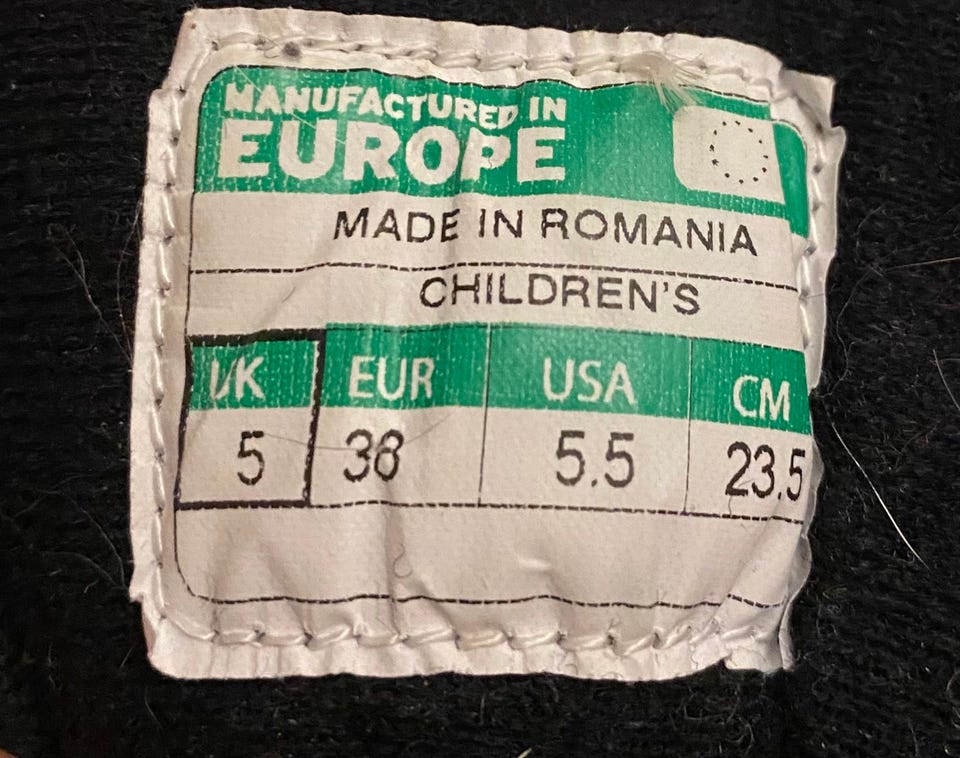 MANUFACTURED IN
EUROPE
MADE IN ROMANIA
CHILDREN'S
UK EUR USA CM
5 38 5.5 23.5